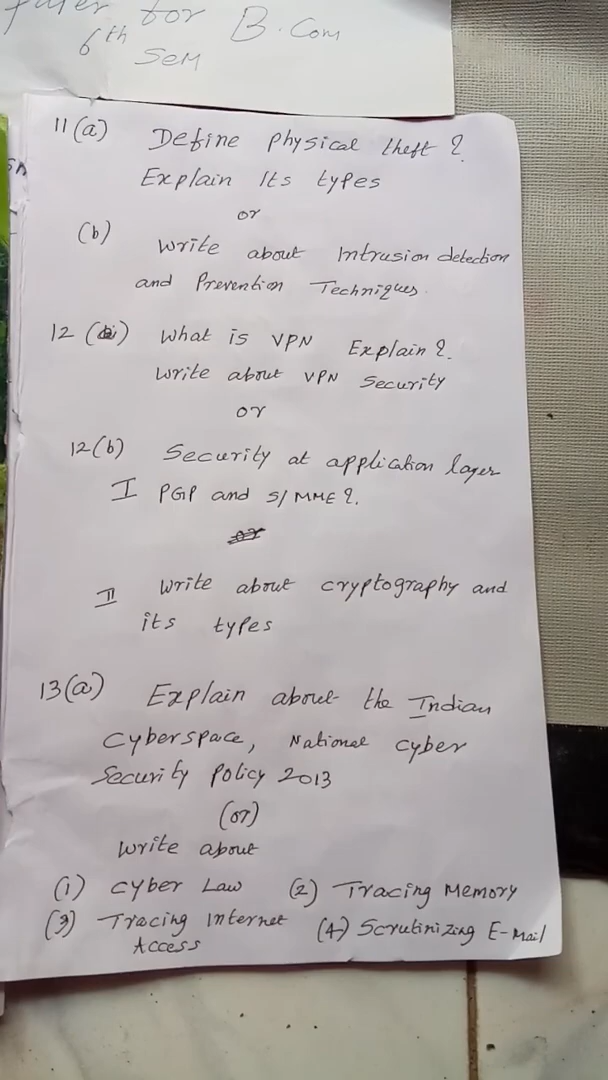 for B.Com
6th
Sem
11(a) Define physical theft ?
Explain Its types
or
(b) Write about Intrusion detection
and Prevention Techniques.
12 (a) What is VPN Explain ?.
Write about VPN Security
or
12(b) Security at application layer
I PGP and S/MME ?.
II Write about cryptography and
its types
13(a) Explain about the Indian
Cyberspace, National cyber
Security Policy 2013
(or)
Write about
(1) Cyber Law (2) Tracing Memory
(3) Tracing Internet (4) Scrutinizing E-Mail
Access